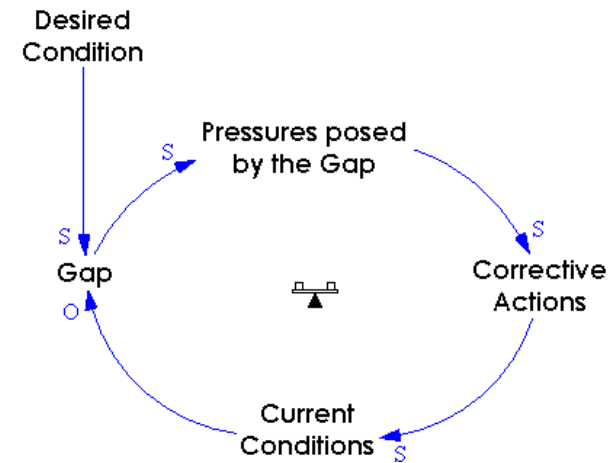 Desired
Condition
S
Pressures posed
by the Gap
S
S
Gap
O
Corrective
Actions
Current
Conditions
S